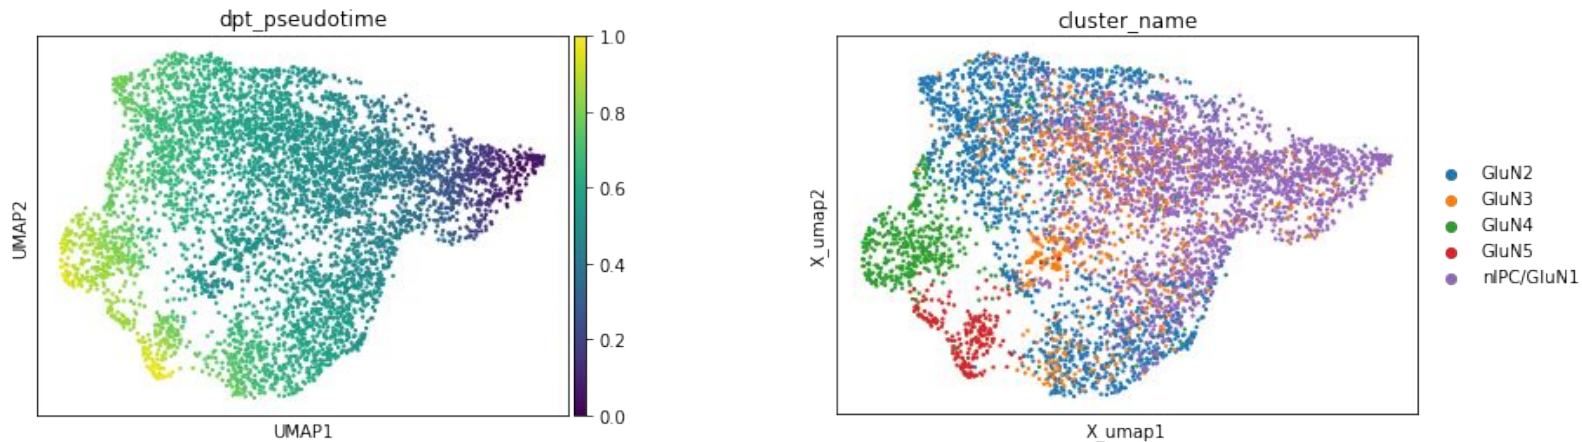 dpt_pseudotime
1.0
0.8
0.6
0.4
0.2
0.0
UMAP2
UMAP1
cluster_name
X_umap2
X_umap1
GluN2
GluN3
GluN4
GluN5
nIPC/GluN1